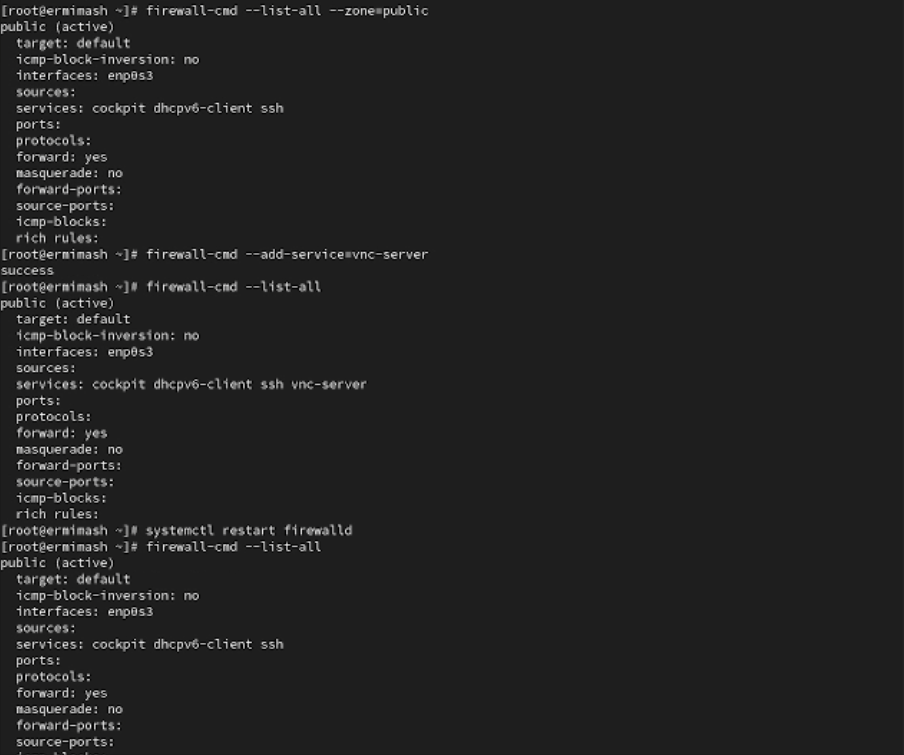 [root@ermimash ~]# firewall-cmd --list-all --zone=public
public (active)
  target: default
  icmp-block-inversion: no
  interfaces: enp0s3
  sources:
  services: cockpit dhcpv6-client ssh
  ports:
  protocols:
  forward: yes
  masquerade: no
  forward-ports:
  source-ports:
  icmp-blocks:
  rich rules:
[root@ermimash ~]# firewall-cmd --add-service=vnc-server
success
[root@ermimash ~]# firewall-cmd --list-all
public (active)
  target: default
  icmp-block-inversion: no
  interfaces: enp0s3
  sources:
  services: cockpit dhcpv6-client ssh vnc-server
  ports:
  protocols:
  forward: yes
  masquerade: no
  forward-ports:
  source-ports:
  icmp-blocks:
  rich rules:
[root@ermimash ~]# systemctl restart firewalld
[root@ermimash ~]# firewall-cmd --list-all
public (active)
  target: default
  icmp-block-inversion: no
  interfaces: enp0s3
  sources:
  services: cockpit dhcpv6-client ssh
  ports:
  protocols:
  forward: yes
  masquerade: no
  forward-ports:
  source-ports: